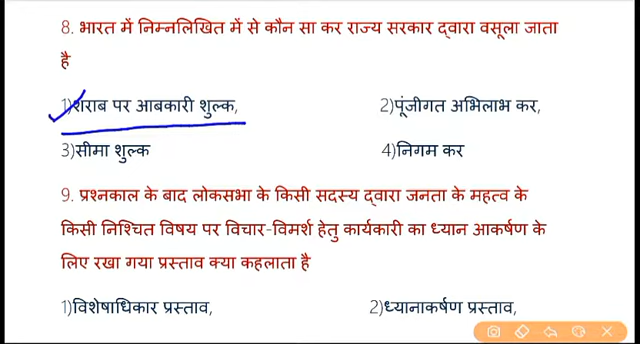 8. भारत में निम्नलिखित में से कौन सा कर राज्य सरकार द्वारा वसूला जाता
है
1)शराब पर आबकारी शुल्क, 2)पूंजीगत अभिलाभ कर,
3)सीमा शुल्क 4)निगम कर
9. प्रश्नकाल के बाद लोकसभा के किसी सदस्य द्वारा जनता के महत्व के
किसी निश्चित विषय पर विचार-विमर्श हेतु कार्यकारी का ध्यान आकर्षण के
लिए रखा गया प्रस्ताव क्या कहलाता है
1)विशेषाधिकार प्रस्ताव, 2)ध्यानाकर्षण प्रस्ताव,